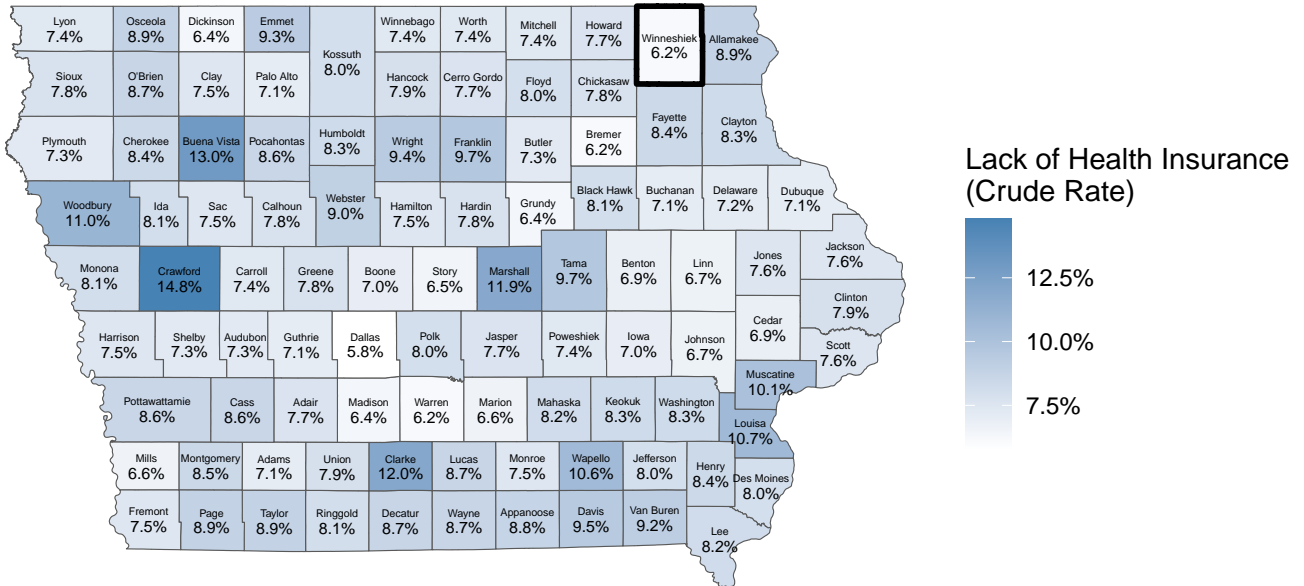 Lyon
7.4%
Osceola
8.9%
Dickinson
6.4%
Emmet
9.3%
Kossuth
8.0%
Winnebago
7.4%
Worth
7.4%
Mitchell
7.4%
Howard
7.7%
Winneshiek
6.2%
Allamakee
8.9%
Sioux
7.8%
O'Brien
8.7%
Clay
7.5%
Palo Alto
7.1%
Hancock
7.9%
Cerro Gordo
7.7%
Floyd
8.0%
Chickasaw
7.8%
Plymouth
7.3%
Cherokee
8.4%
Buena Vista
13.0%
Pocahontas
8.6%
Humboldt
8.3%
Wright
9.4%
Franklin
9.7%
Butler
7.3%
Bremer
6.2%
Fayette
8.4%
Clayton
8.3%
Woodbury
11.0%
Ida
8.1%
Sac
7.5%
Calhoun
7.8%
Webster
9.0%
Hamilton
7.5%
Hardin
7.8%
Grundy
6.4%
Black Hawk
8.1%
Buchanan
7.1%
Delaware
7.2%
Dubuque
7.1%
Monona
8.1%
Crawford
14.8%
Carroll
7.4%
Greene
7.8%
Boone
7.0%
Story
6.5%
Marshall
11.9%
Tama
9.7%
Benton
6.9%
Linn
6.7%
Jones
7.6%
Jackson
7.6%
Clinton
7.9%
Harrison
7.5%
Shelby
7.3%
Audubon
7.3%
Guthrie
7.1%
Dallas
5.8%
Polk
8.0%
Jasper
7.7%
Poweshiek
7.4%
Iowa
7.0%
Johnson
6.7%
Cedar
6.9%
Scott
7.6%
Muscatine
10.1%
Pottawattamie
8.6%
Cass
8.6%
Adair
7.7%
Madison
6.4%
Warren
6.2%
Marion
6.6%
Mahaska
8.2%
Keokuk
8.3%
Washington
8.3%
Louisa
10.7%
Mills
6.6%
Montgomery
8.5%
Adams
7.1%
Union
7.9%
Clarke
12.0%
Lucas
8.7%
Monroe
7.5%
Wapello
10.6%
Jefferson
8.0%
Henry
8.4%
Des Moines
8.0%
Fremont
7.5%
Page
8.9%
Taylor
8.9%
Ringgold
8.1%
Decatur
8.7%
Wayne
8.7%
Appanoose
8.8%
Davis
9.5%
Van Buren
9.2%
Lee
8.2%
Lack of Health Insurance
(Crude Rate)
12.5%
10.0%
7.5%